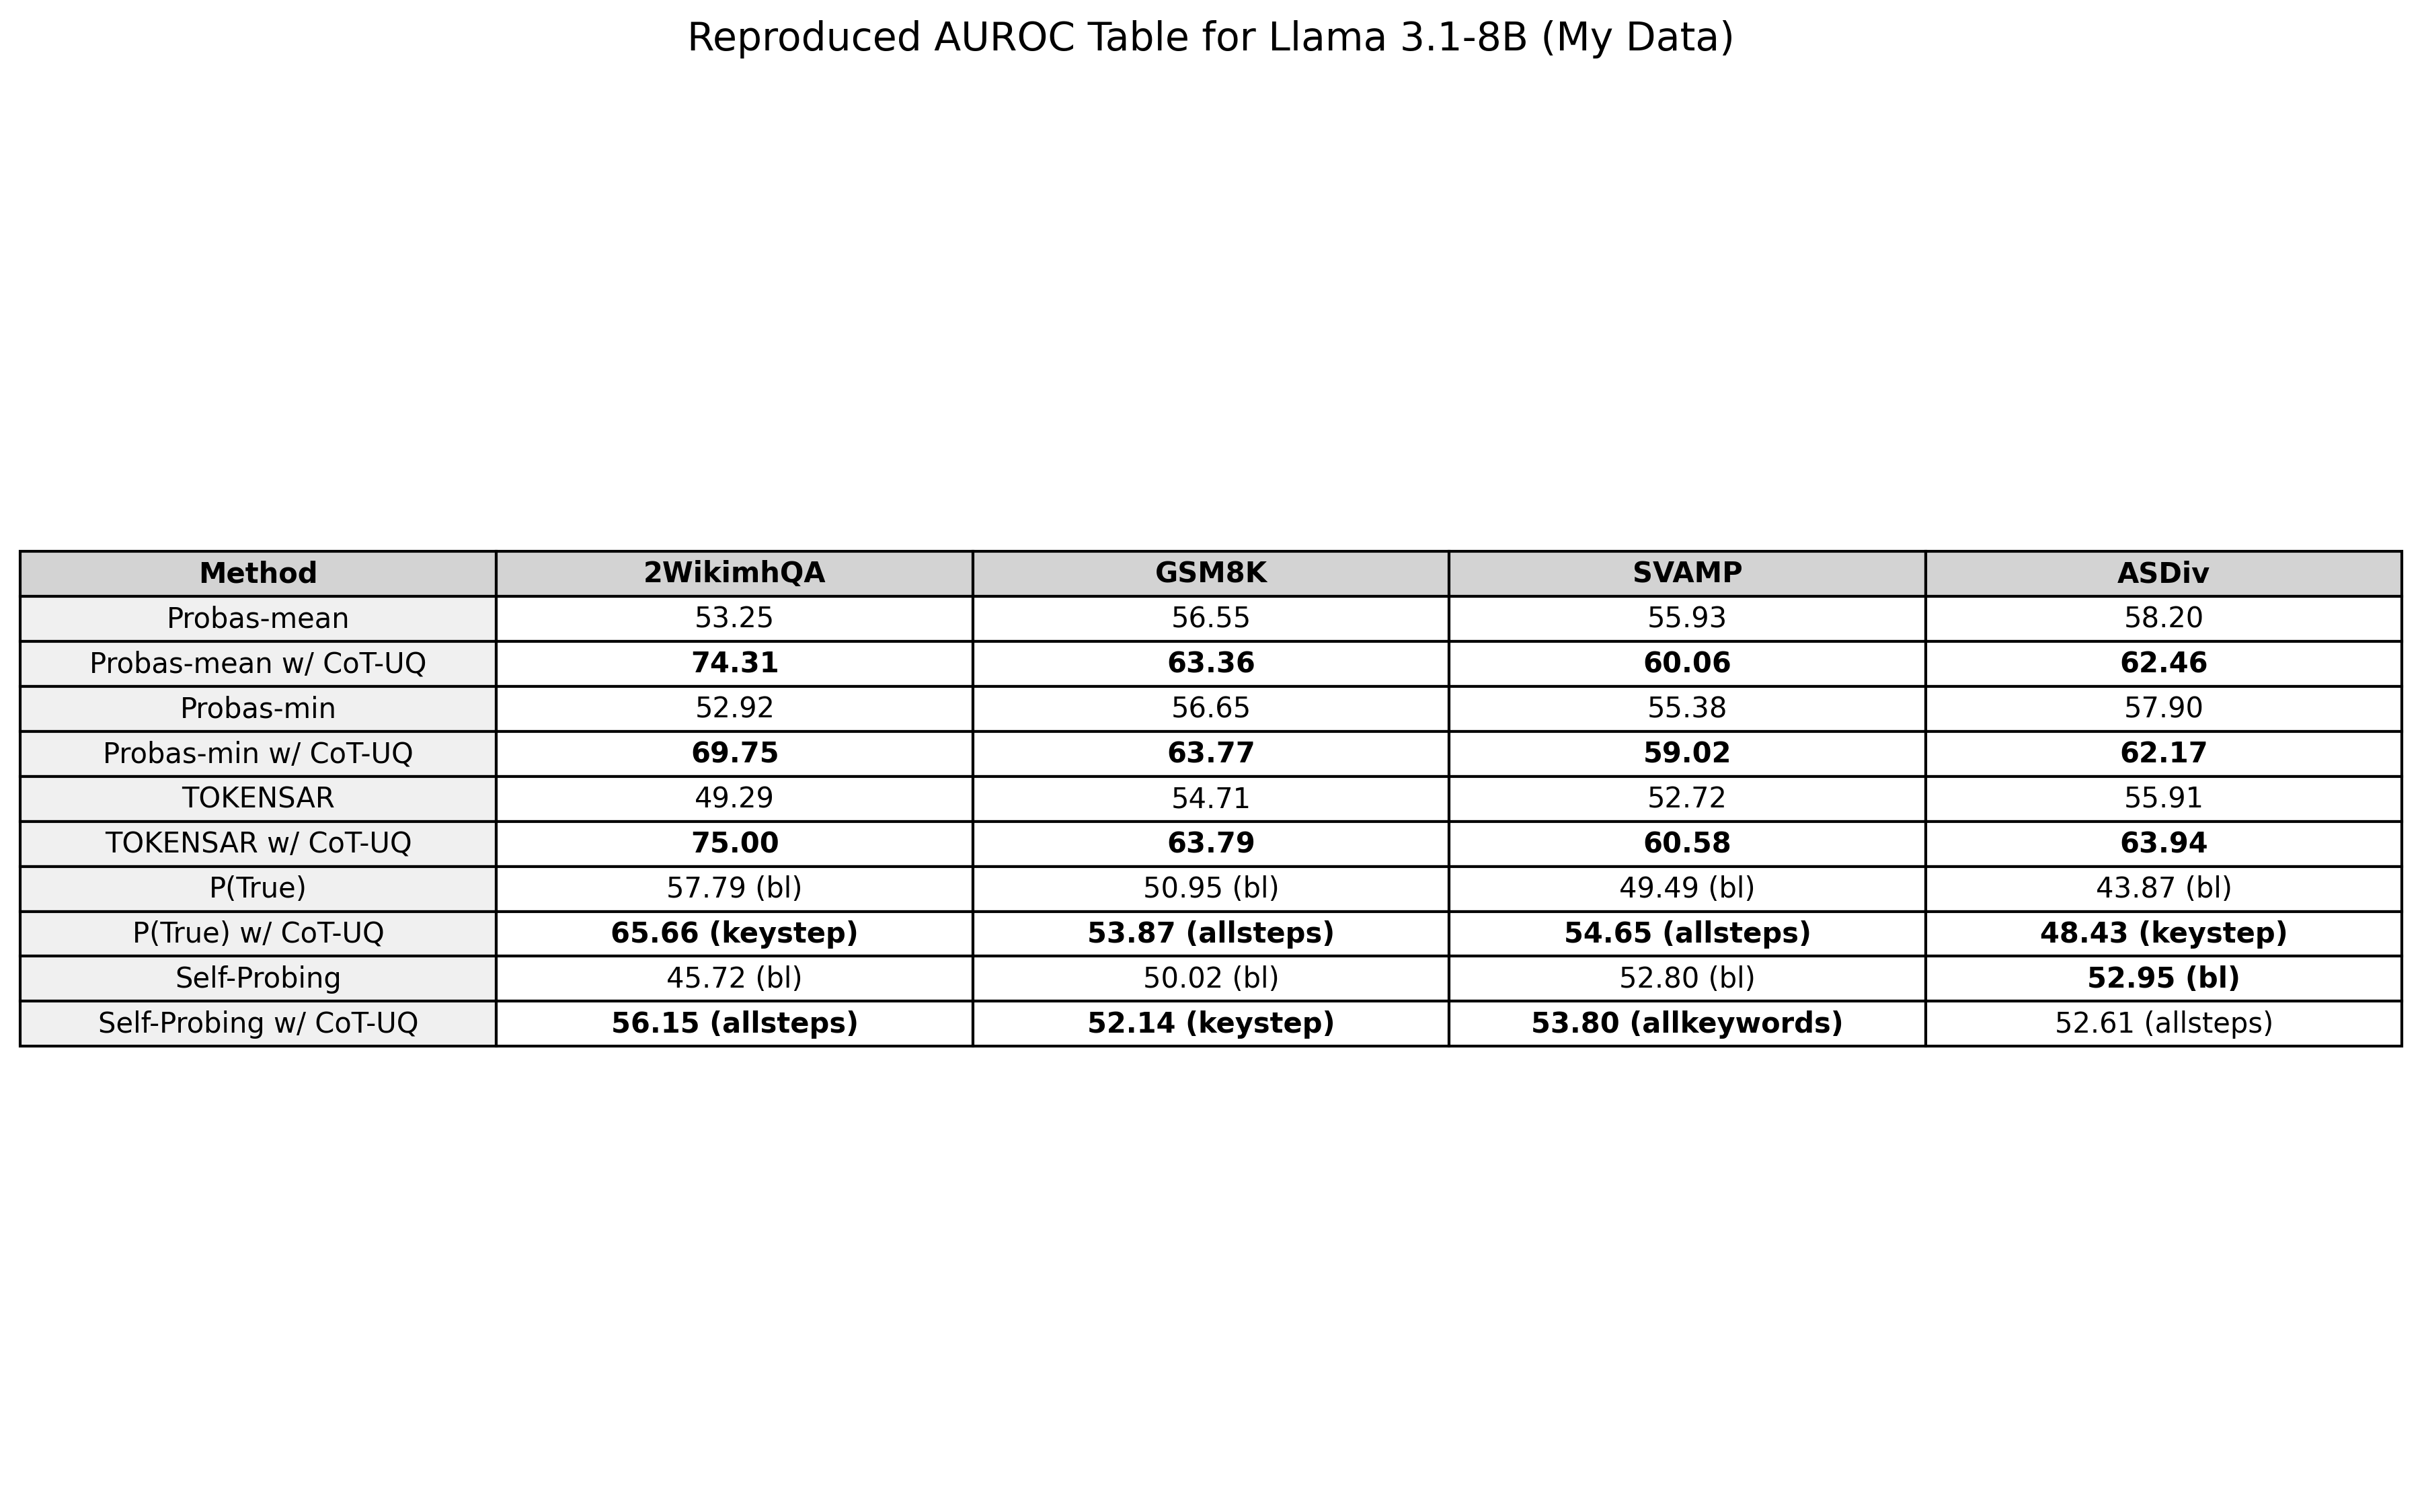 Reproduced AUROC Table for Llama 3.1-8B (My Data)
Method 2WikimhQA GSM8K SVAMP ASDiv
Probas-mean 53.25 56.55 55.93 58.20
Probas-mean w/ CoT-UQ 74.31 63.36 60.06 62.46
Probas-min 52.92 56.65 55.38 57.90
Probas-min w/ CoT-UQ 69.75 63.77 59.02 62.17
TOKENSAR 49.29 54.71 52.72 55.91
TOKENSAR w/ CoT-UQ 75.00 63.79 60.58 63.94
P(True) 57.79 (bl) 50.95 (bl) 49.49 (bl) 43.87 (bl)
P(True) w/ CoT-UQ 65.66 (keystep) 53.87 (allsteps) 54.65 (allsteps) 48.43 (keystep)
Self-Probing 45.72 (bl) 50.02 (bl) 52.80 (bl) 52.95 (bl)
Self-Probing w/ CoT-UQ 56.15 (allsteps) 52.14 (keystep) 53.80 (allkeywords) 52.61 (allsteps)